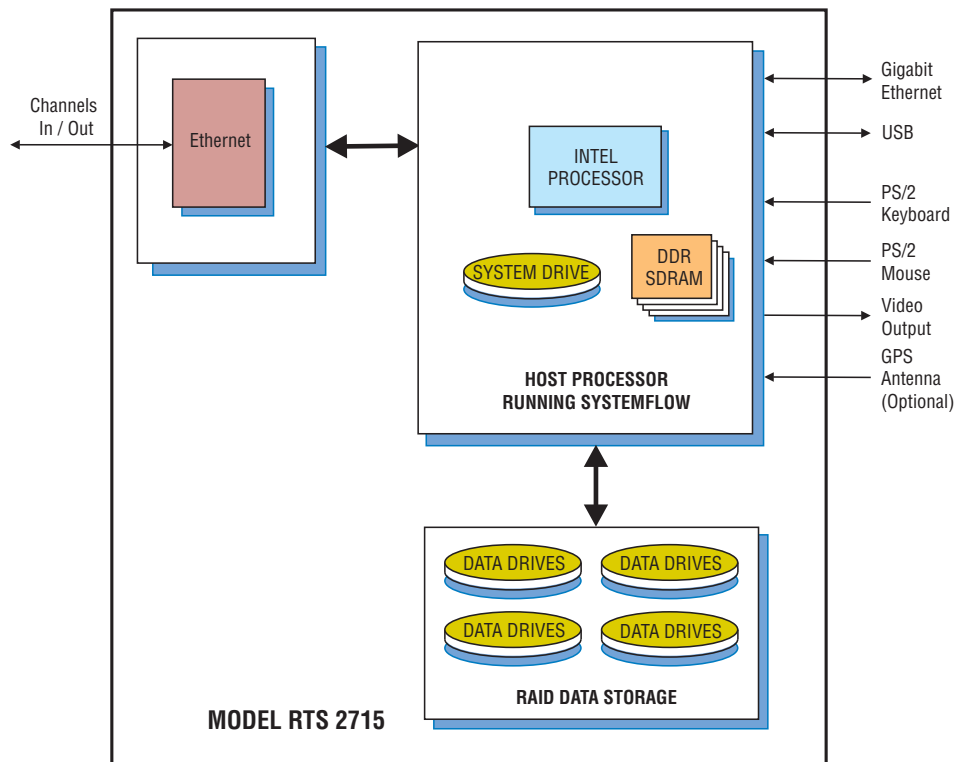 Channels
In / Out
Ethernet
INTEL
PROCESSOR
SYSTEM DRIVE
DDR
SDRAM
HOST PROCESSOR
RUNNING SYSTEMFLOW
Gigabit
Ethernet
USB
PS/2
Keyboard
PS/2
Mouse
Video
Output
GPS
Antenna
(Optional)
DATA DRIVES
DATA DRIVES
DATA DRIVES
DATA DRIVES
RAID DATA STORAGE
MODEL RTS 2715